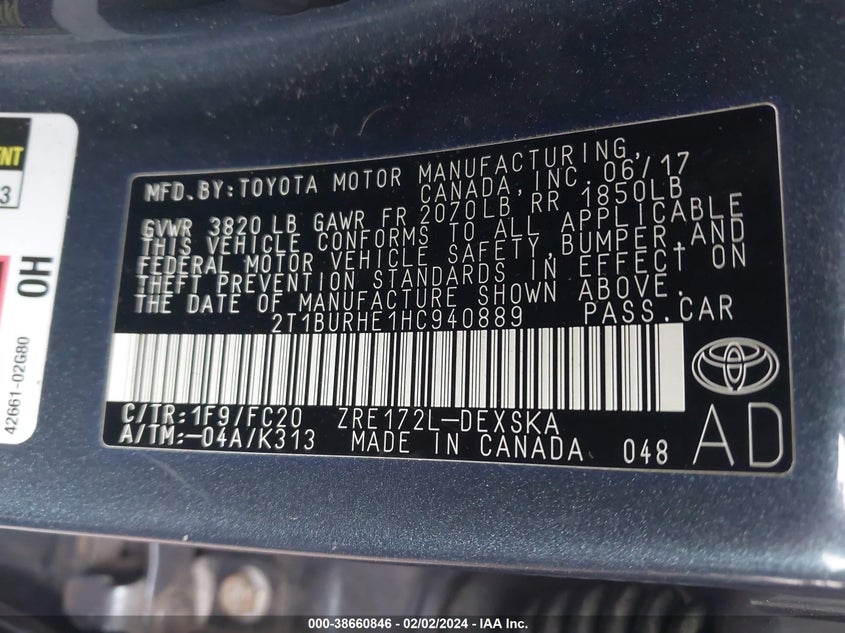 ENT
3
OH
42661-02G80
MFD.BY:TOYOTA MOTOR MANUFACTURING,
CANADA,INC. 06/17
GVWR 3820 LB GAWR FR 2070LB RR 1850LB
THIS VEHICLE CONFORMS TO ALL APPLICABLE
FEDERAL MOTOR VEHICLE SAFETY,BUMPER,AND
THEFT PREVENTION STANDARDS IN EFFECT ON
THE DATE OF MANUFACTURE SHOWN ABOVE.
2T1BURHE1HC940889 PASS.CAR
C/TR:1F9/FC20 ZRE172L-DEXSKA
A/TM:-04A/K313 MADE IN CANADA 048
AD
000-38660846 - 02/02/2024 - IAA Inc.